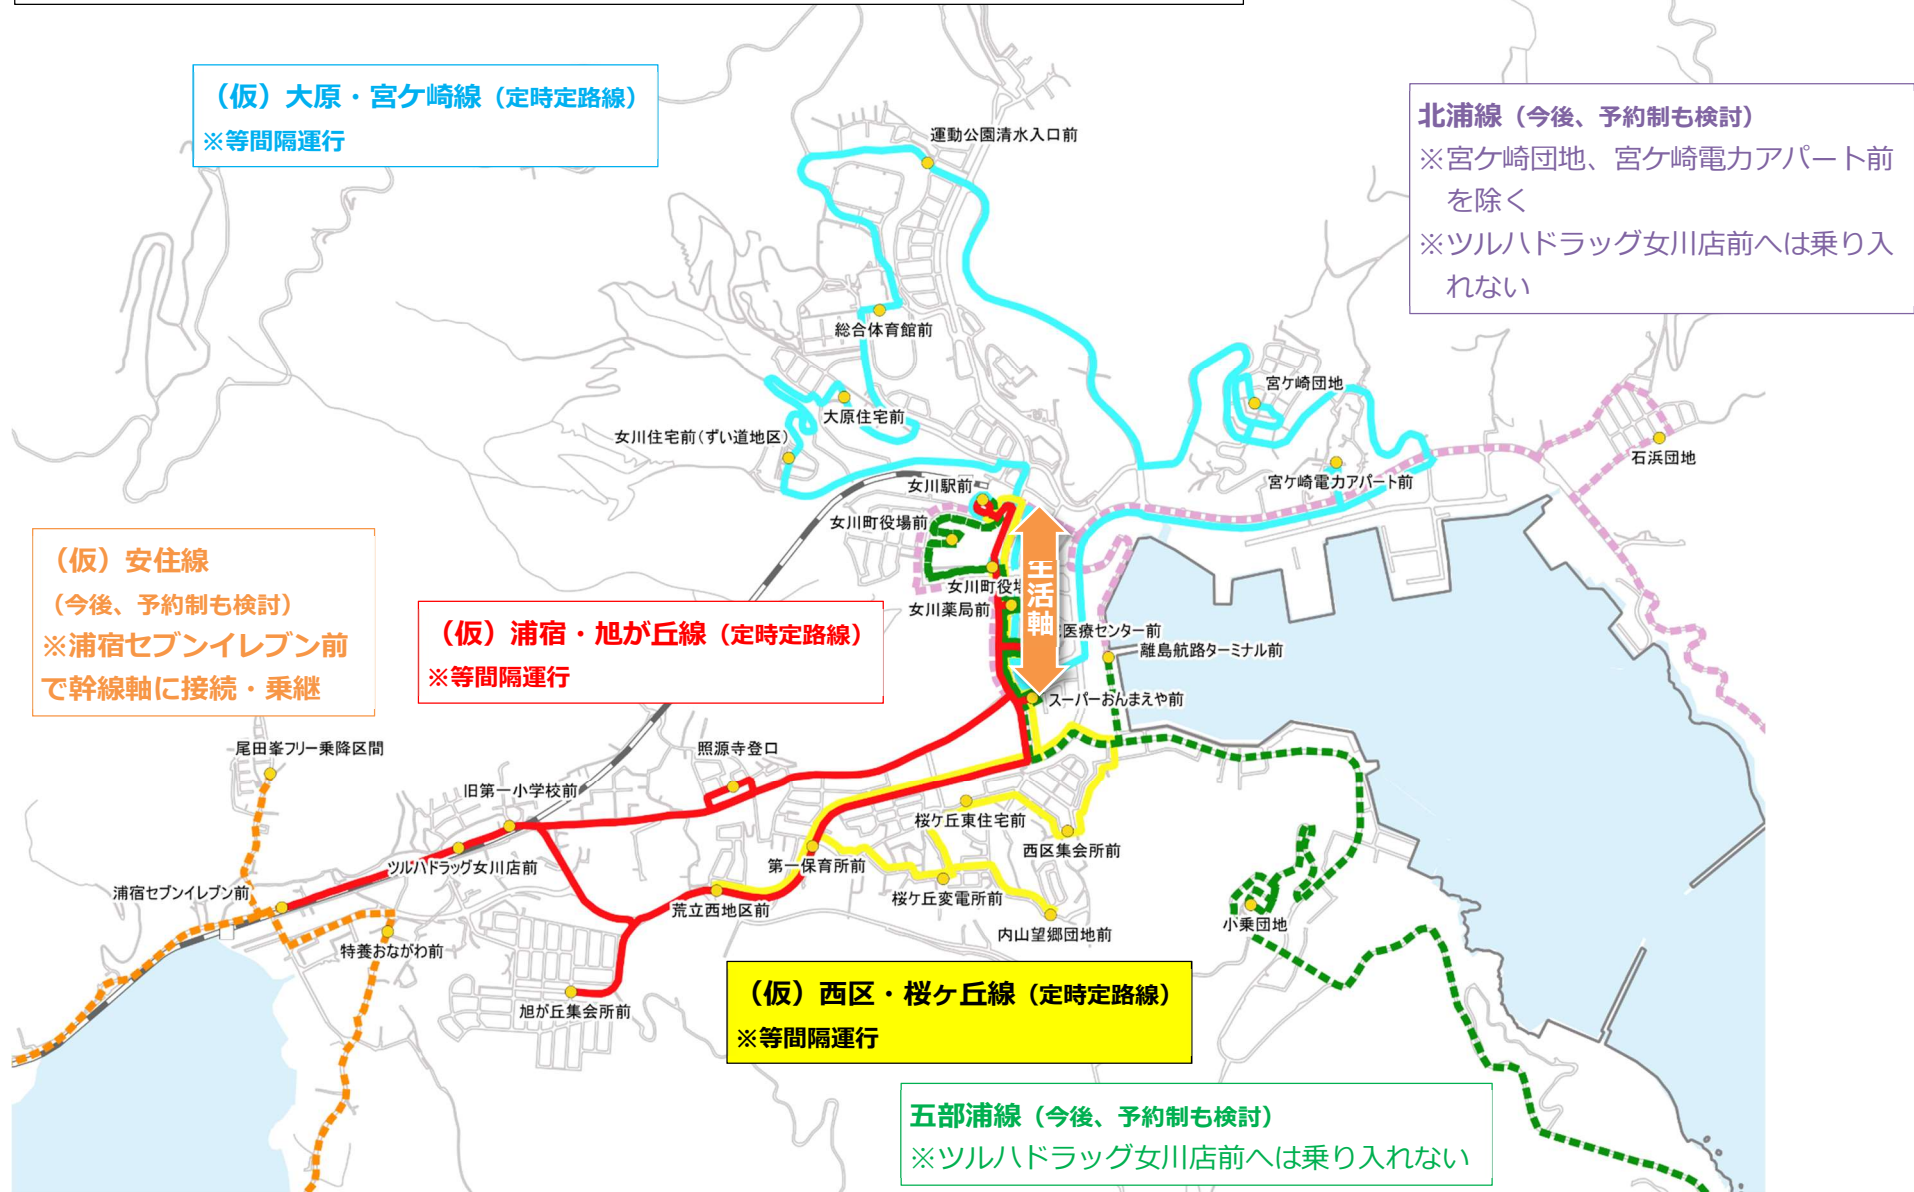 （仮）大原・宮ケ崎線（定時定路線）
※等間隔運行
北浦線（今後、予約制も検討）
※宮ケ崎団地、宮ケ崎電力アパート前
を除く
※ツルハドラッグ女川店前へは乗り入
れない
運動公園清水入口前
総合体育館前
大原住宅前
女川住宅前(ずい道地区)
宮ケ崎団地
宮ケ崎電力アパート前
石浜団地
女川駅前
女川町役場前
女川町役場
女川薬局前
生活軸
医療センター前
離島航路ターミナル前
スーパーおんまえや前
（仮）安住線
（今後、予約制も検討）
※浦宿セブンイレブン前
で幹線軸に接続・乗継
（仮）浦宿・旭が丘線（定時定路線）
※等間隔運行
尾田峯フリー乗降区間
照源寺登口
旧第一小学校前
ツルハドラッグ女川店前
浦宿セブンイレブン前
特養おながわ前
旭が丘集会所前
荒立西地区前
第一保育所前
桜ケ丘東住宅前
西区集会所前
桜ケ丘変電所前
内山望郷団地前
小乗団地
（仮）西区・桜ヶ丘線（定時定路線）
※等間隔運行
五部浦線（今後、予約制も検討）
※ツルハドラッグ女川店前へは乗り入れない